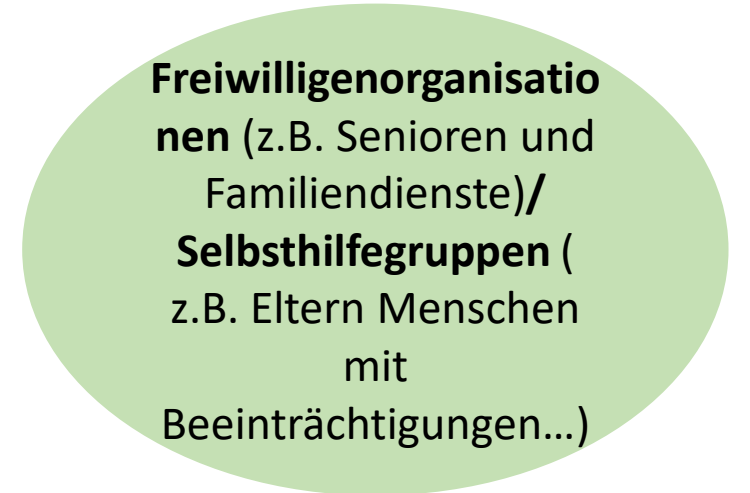 Freiwilligenorganisatio
nen (z.B. Senioren und
Familiendienste)/
Selbsthilfegruppen (
z.B. Eltern Menschen
mit
Beeinträchtigungen…)